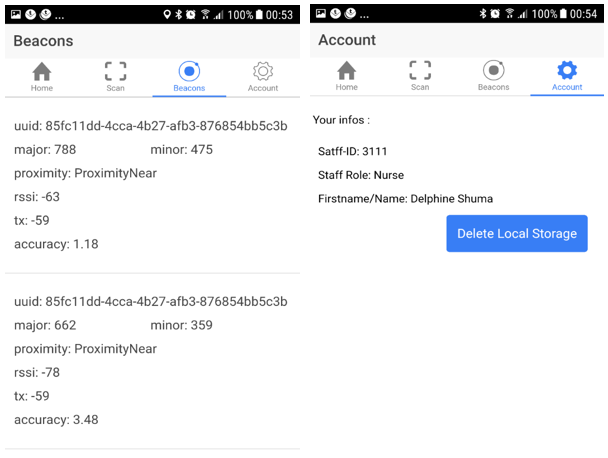 ... 100% 00:53
Beacons
Home Scan Beacons Account
uuid: 85fc11dd-4cca-4b27-afb3-876854bb5c3b
major: 788 minor: 475
proximity: ProximityNear
rssi: -63
tx: -59
accuracy: 1.18
uuid: 85fc11dd-4cca-4b27-afb3-876854bb5c3b
major: 662 minor: 359
proximity: ProximityNear
rssi: -78
tx: -59
accuracy: 3.48
... 100% 00:54
Account
Home Scan Beacons Account
Your infos :
Satff-ID: 3111
Staff Role: Nurse
Firstname/Name: Delphine Shuma
Delete Local Storage